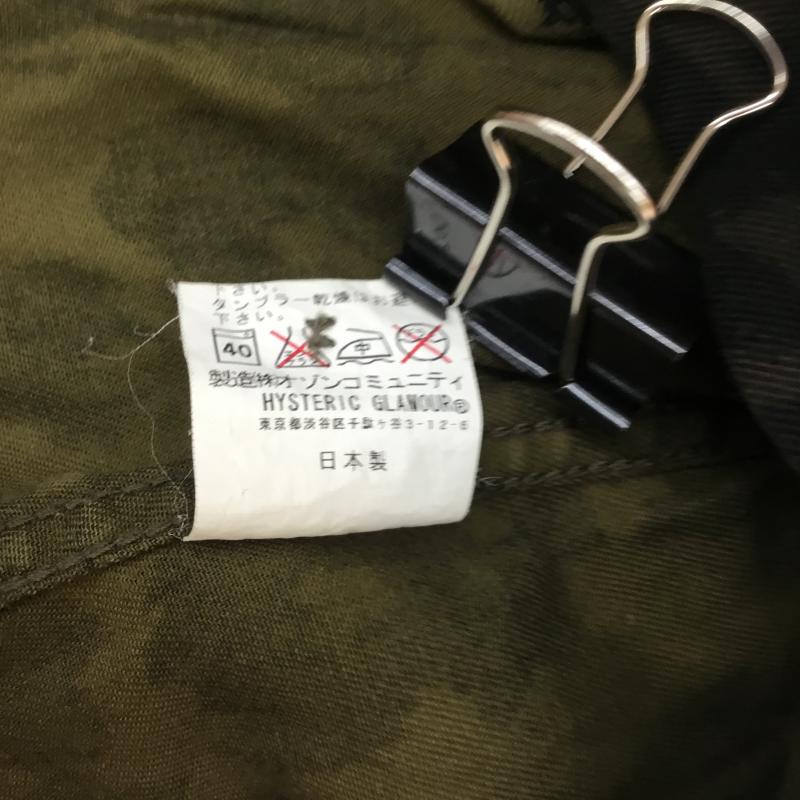 下さい。
タンブラー乾燥はお避
下さい。
40 中
製造㈱オゾンコミュニティ
HYSTERIC GLAMOUR®
東京都渋谷区千駄ヶ谷3-12-6
日本製